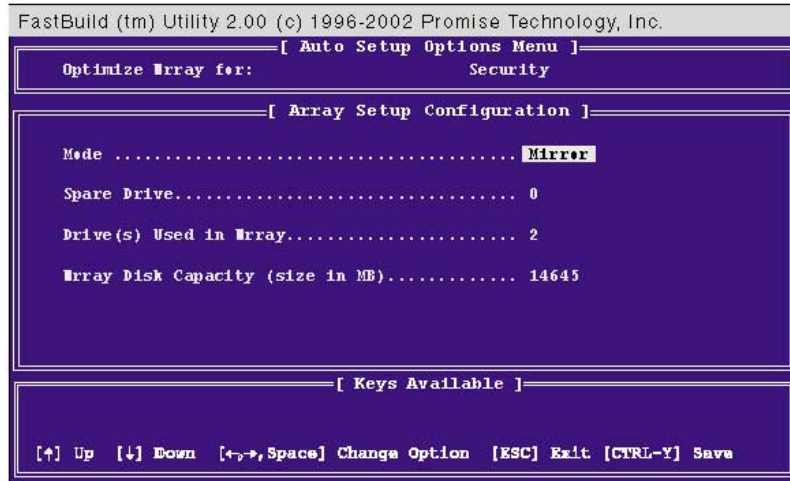 FastBuild (tm) Utility 2.00 (c) 1996-2002 Promise Technology, Inc.
[ Auto Setup Options Menu ]
Optimize Array for: Security
[ Array Setup Configuration ]
Mode ........................................ Mirror
Spare Drive.................................. 0
Drive(s) Used in Array....................... 2
Array Disk Capacity (size in MB)............. 14645
[ Keys Available ]
[↑] Up [↓] Down [←,→,Space] Change Option [ESC] Exit [CTRL-Y] Save